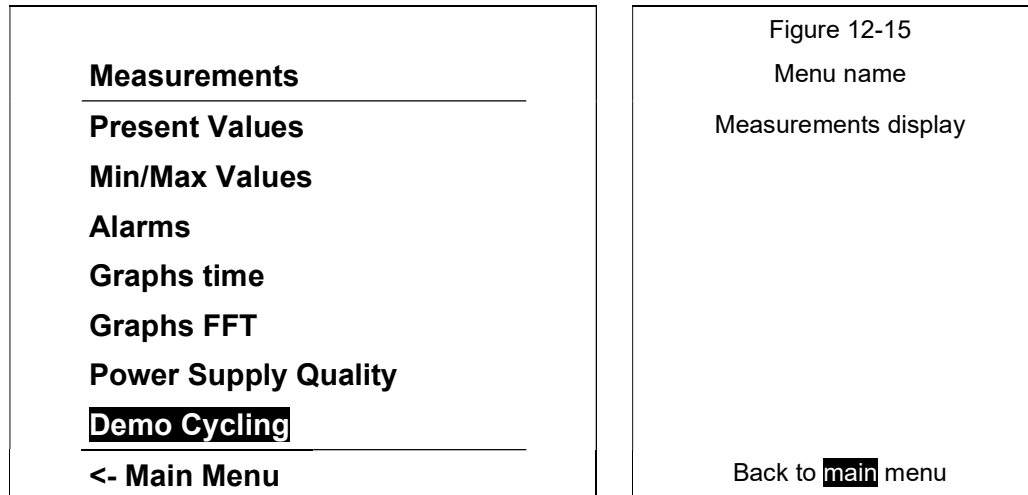 Measurements
Present Values
Min/Max Values
Alarms
Graphs time
Graphs FFT
Power Supply Quality
Demo Cycling
<- Main Menu
Figure 12-15
Menu name
Measurements display
Back to main menu